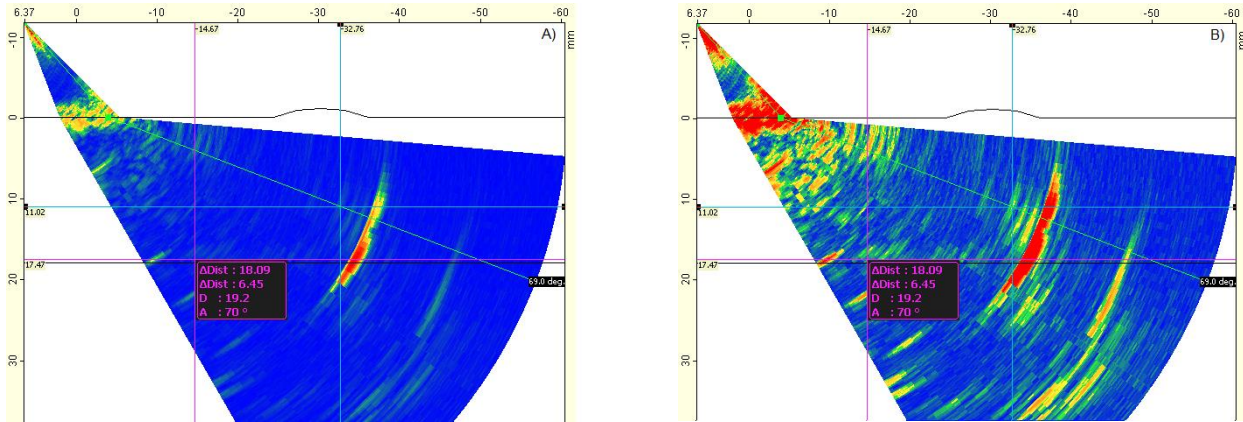 6.37 0 -10 -20 -30 -40 -50 -60
A)
mm
-14.67
-32.76
-10
0
10
20
30
11.02
17.47
ΔDist : 18.09
ΔDist : 6.45
D : 19.2
A : 70 °
69.0 deg.
6.37 0 -10 -20 -30 -40 -50 -60
B)
mm
-14.67
-32.76
-10
0
10
20
30
11.02
17.47
ΔDist : 18.09
ΔDist : 6.45
D : 19.2
A : 70 °
69.0 deg.